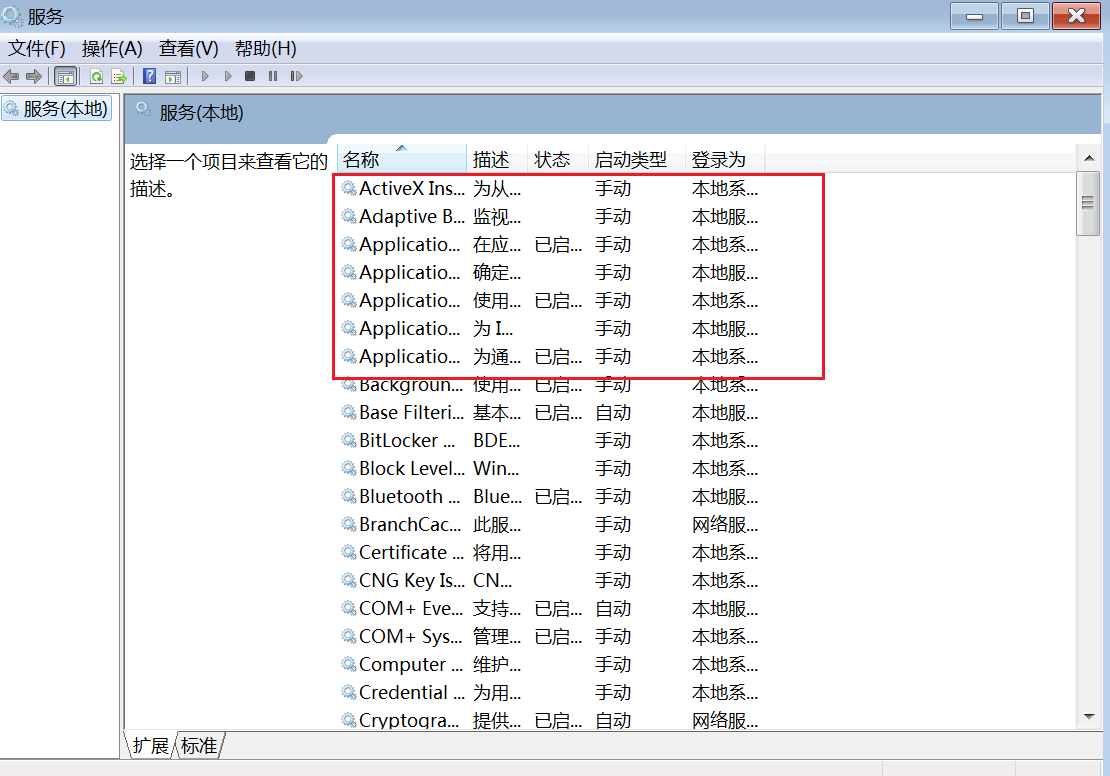 服务
文件(F) 操作(A) 查看(V) 帮助(H)
服务(本地)
服务(本地)
选择一个项目来查看它的
描述。
名称 描述 状态 启动类型 登录为
ActiveX Ins... 为从... 手动 本地系...
Adaptive B... 监视... 手动 本地服...
Applicatio... 在应... 已启... 手动 本地系...
Applicatio... 确定... 手动 本地服...
Applicatio... 使用... 已启... 手动 本地系...
Applicatio... 为 I... 手动 本地服...
Applicatio... 为通... 已启... 手动 本地系...
Backgroun... 使用... 已启... 手动 本地系...
Base Filteri... 基本... 已启... 自动 本地服...
BitLocker ... BDE... 手动 本地系...
Block Level... Win... 手动 本地系...
Bluetooth ... Blue... 已启... 手动 本地服...
BranchCac... 此服... 手动 网络服...
Certificate ... 将用... 手动 本地系...
CNG Key Is... CN... 手动 本地系...
COM+ Eve... 支持... 已启... 自动 本地服...
COM+ Sys... 管理... 已启... 手动 本地系...
Computer ... 维护... 手动 本地系...
Credential ... 为用... 手动 本地系...
Cryptogra... 提供... 已启... 自动 网络服...
扩展 标准